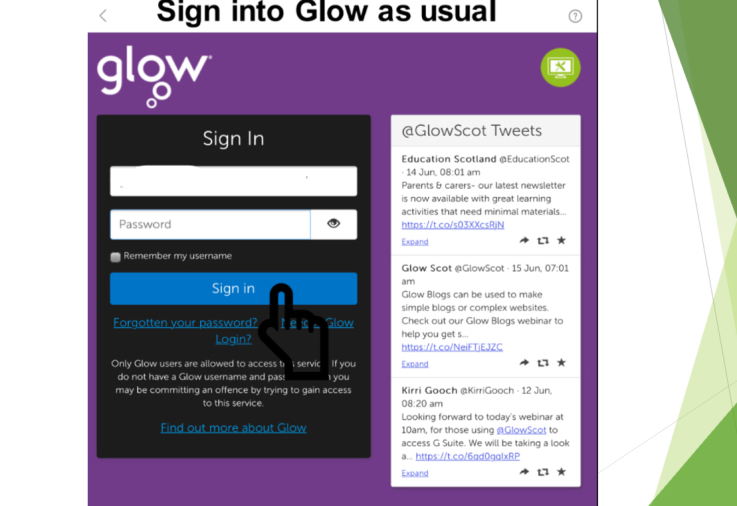 Sign into Glow as usual
glow
Sign In
Password
Remember my username
Sign in
Forgotten your password?
Glow
Login?
Only Glow users are allowed to access this service. If you
do not have a Glow username and pass you
may be committing an offence by trying to gain access
to this service.
Find out more about Glow
@GlowScot Tweets
Education Scotland @EducationScot
· 14 Jun, 08:01 am
Parents & carers- our latest newsletter
is now available with great learning
activities that need minimal materials...
https://t.co/s03XXcsRjN
Expand
Glow Scot @GlowScot · 15 Jun, 07:01
am
Glow Blogs can be used to make
simple blogs or complex websites.
Check out our Glow Blogs webinar to
help you get s...
https://t.co/NeiFTjEJZC
Expand
Kirri Gooch @KirriGooch · 12 Jun,
08:20 am
Looking forward to today's webinar at
10am, for those using @GlowScot to
access G Suite. We will be taking a look
a... https://t.co/6qd0gqIxRP
Expand